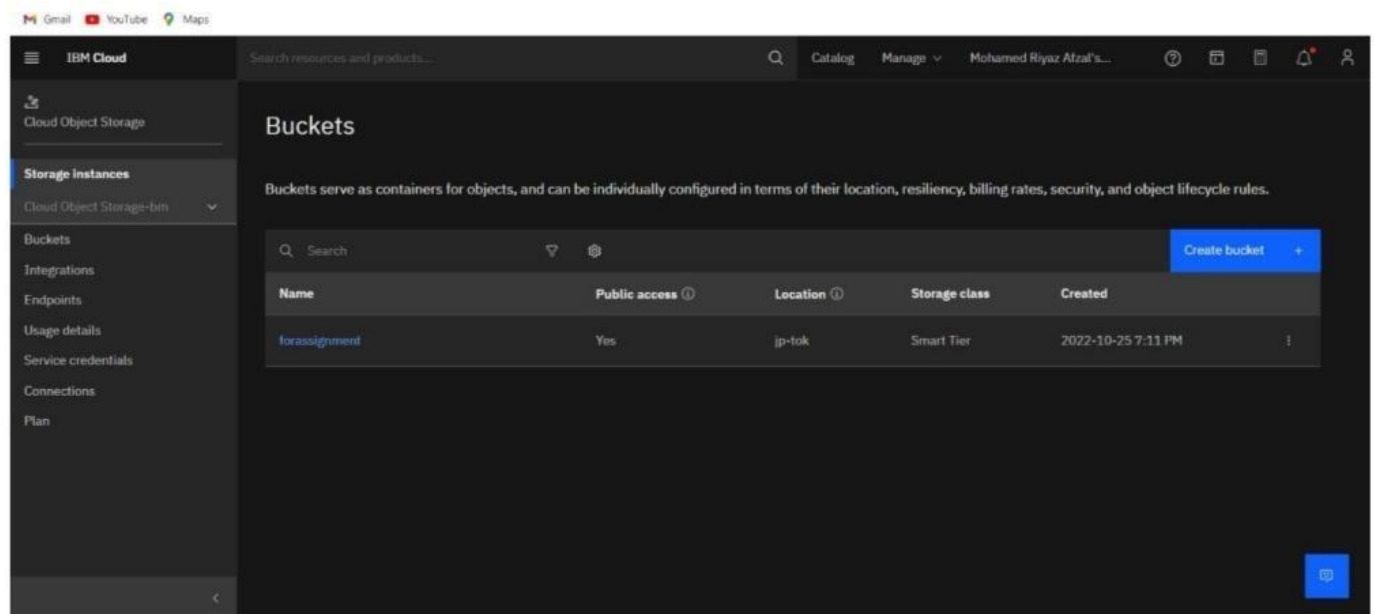 Gmail YouTube Maps
IBM Cloud Search resources and products... Catalog Manage Mohamed Riyaz Afzal's...
Cloud Object Storage
Storage instances
Cloud Object Storage-bm
Buckets
Integrations
Endpoints
Usage details
Service credentials
Connections
Plan
Buckets
Buckets serve as containers for objects, and can be individually configured in terms of their location, resiliency, billing rates, security, and object lifecycle rules.
Search Create bucket +
Name Public access Location Storage class Created
forassignment Yes jp-tok Smart Tier 2022-10-25 7:11 PM